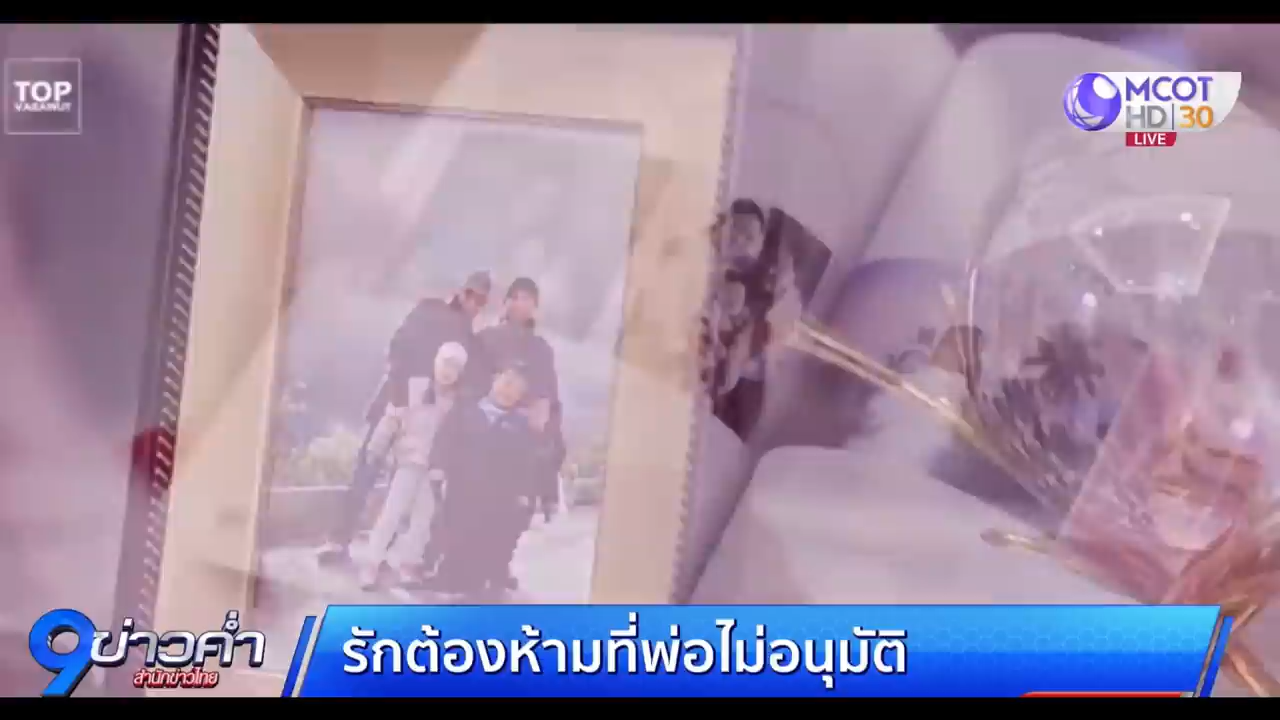 TOP
VARAWUT
MCOT
HD 30
LIVE
9 ข่าวค่ำ
สำนักข่าวไทย
รักต้องห้ามที่พ่อไม่อนุมัติ